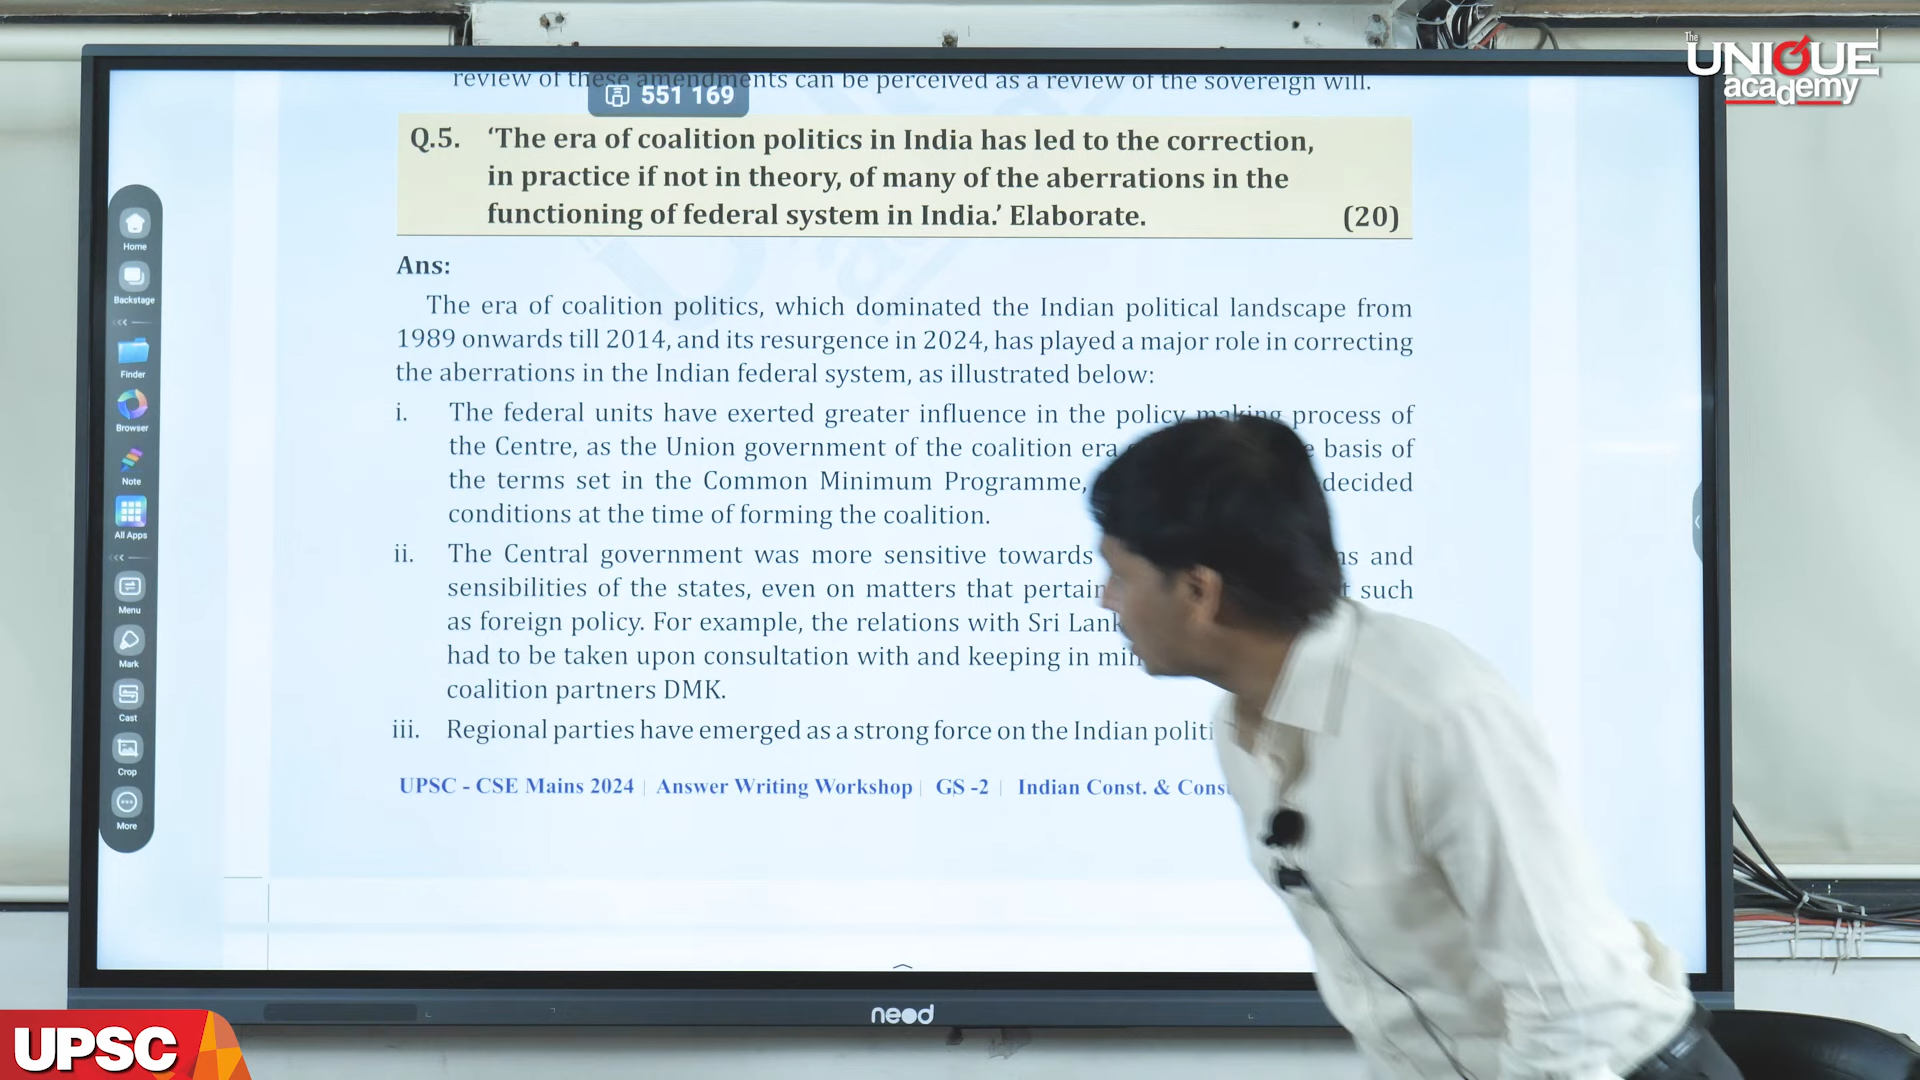 The
UNIQUE
academy
review of these amendments can be perceived as a review of the sovereign will.
551 169
Q.5. ‘The era of coalition politics in India has led to the correction,
in practice if not in theory, of many of the aberrations in the
functioning of federal system in India.’ Elaborate. (20)
Ans:
The era of coalition politics, which dominated the Indian political landscape from
1989 onwards till 2014, and its resurgence in 2024, has played a major role in correcting
the aberrations in the Indian federal system, as illustrated below:
i. The federal units have exerted greater influence in the policy making process of
the Centre, as the Union government of the coalition era basis of
the terms set in the Common Minimum Programme, decided
conditions at the time of forming the coalition.
ii. The Central government was more sensitive towards and
sensibilities of the states, even on matters that such
as foreign policy. For example, the relations with Sri
had to be taken upon consultation with and keeping in
coalition partners DMK.
iii. Regional parties have emerged as a strong force on the Indian
UPSC - CSE Mains 2024 | Answer Writing Workshop | GS -2 | Indian Const. &
Home
Backstage
Finder
Browser
Note
All Apps
Menu
Mark
Cast
Crop
More
neod
UPSC